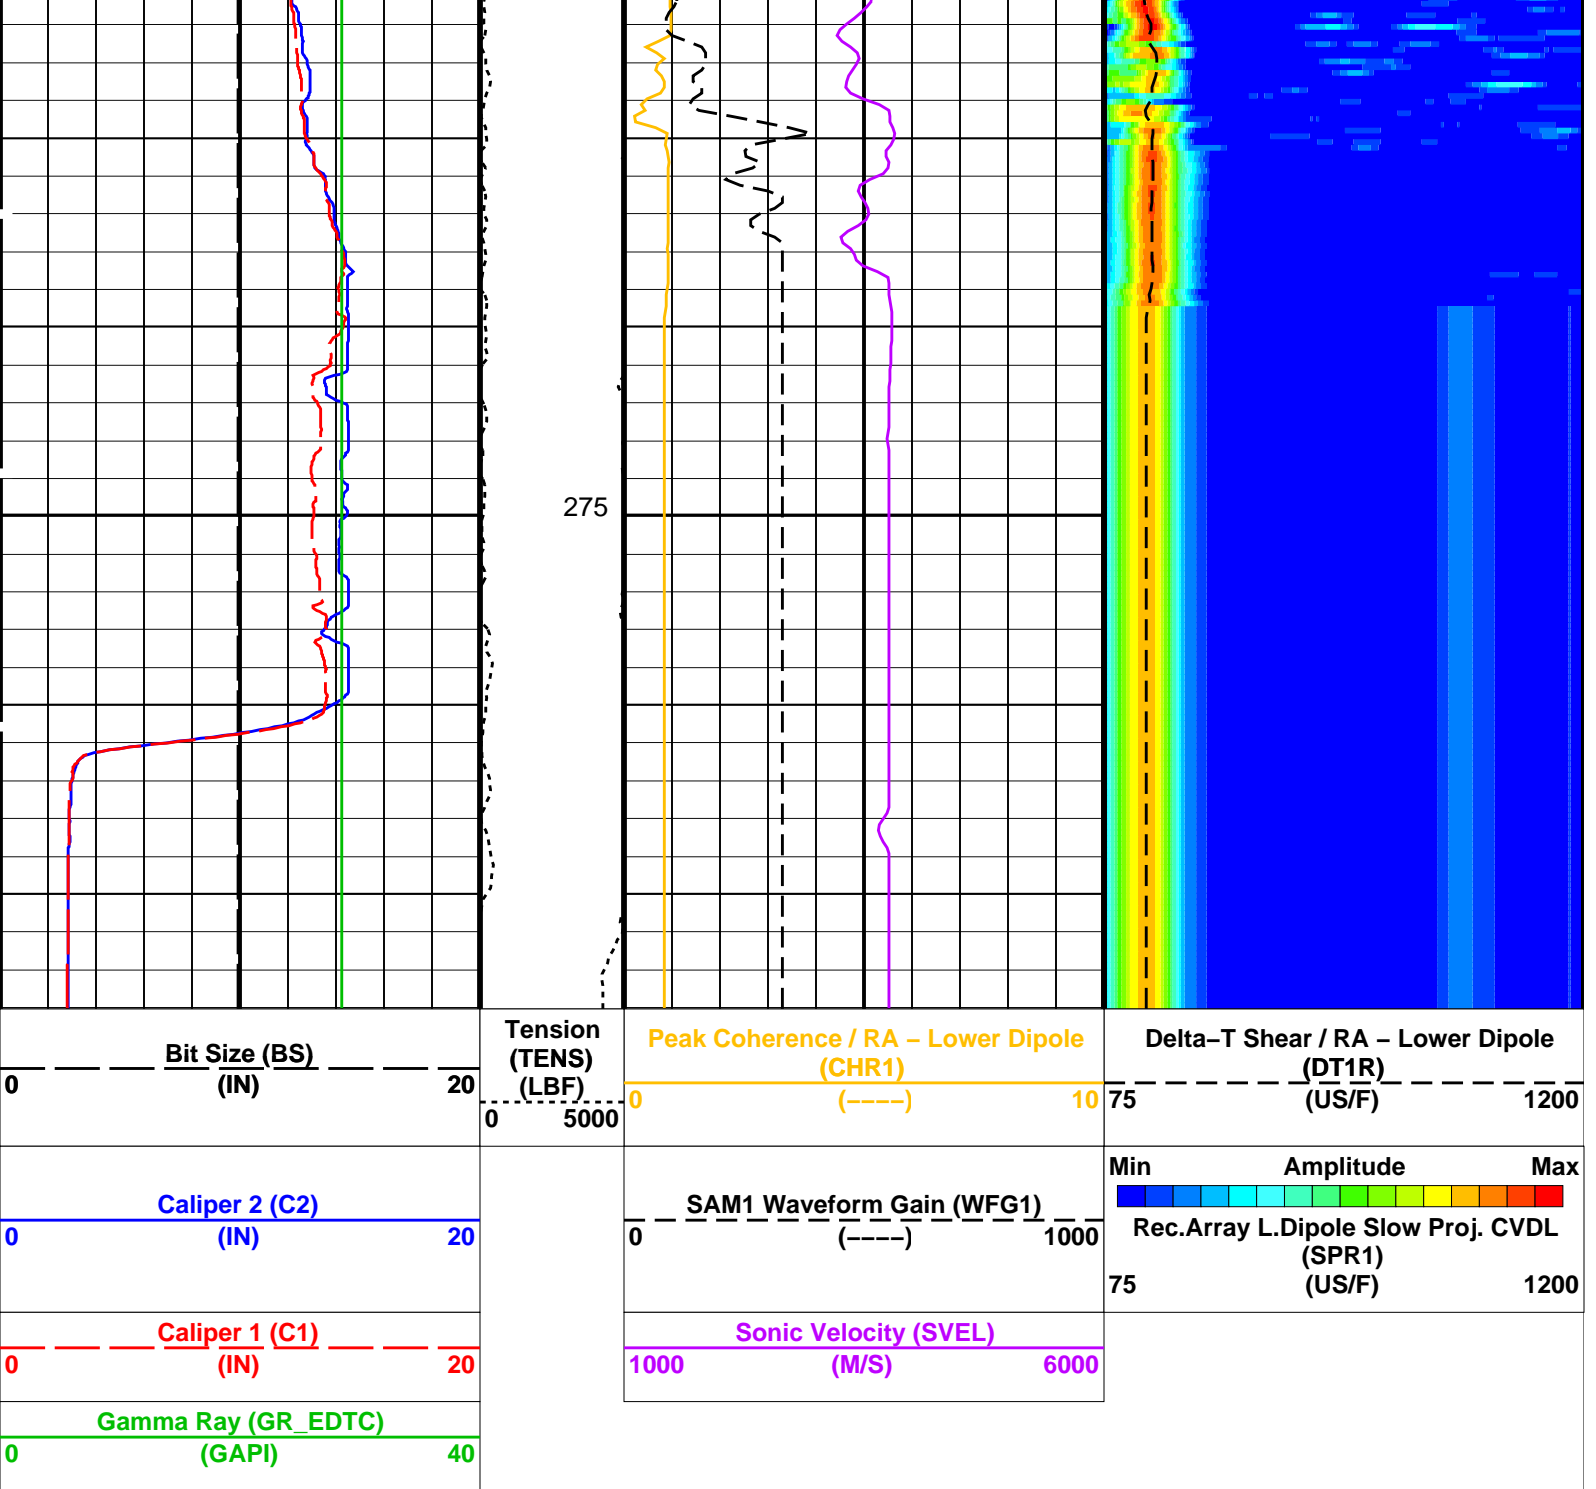 275
Bit Size (BS)
0 (IN) 20
Tension
(TENS)
(LBF)
0 5000
Peak Coherence / RA – Lower Dipole
(CHR1)
0 (––––) 10
Delta–T Shear / RA – Lower Dipole
(DT1R)
75 (US/F) 1200
Caliper 2 (C2)
0 (IN) 20
SAM1 Waveform Gain (WFG1)
0 (––––) 1000
Min Amplitude Max
Rec.Array L.Dipole Slow Proj. CVDL
(SPR1)
75 (US/F) 1200
Caliper 1 (C1)
0 (IN) 20
Sonic Velocity (SVEL)
1000 (M/S) 6000
Gamma Ray (GR_EDTC)
0 (GAPI) 40